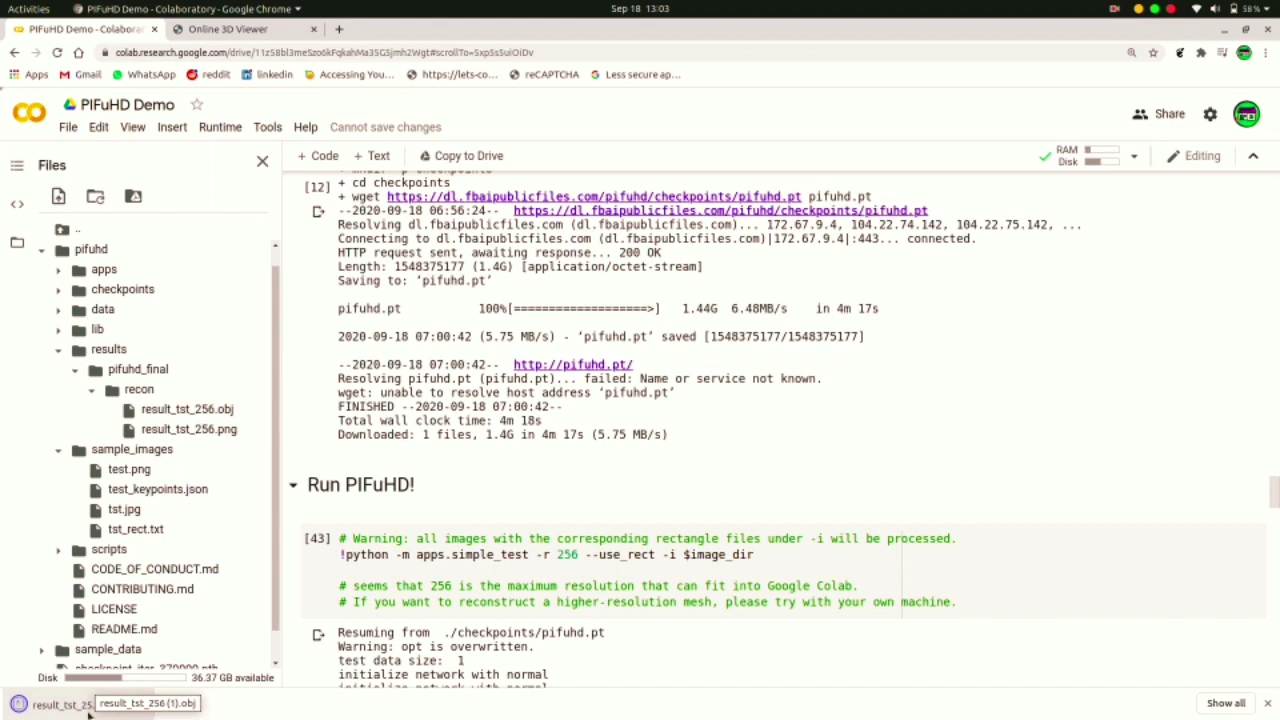 Activities
PIFuHD Demo - Colaboratory - Google Chrome
Sep 18 13:03
58%
PIFuHD Demo - Colaborat
Online 3D Viewer
Apps
Gmail
WhatsApp
reddit
linkedin
Accessing You...
https://lets-co...
reCAPTCHA
Less secure ap...
PIFuHD Demo
File Edit View Insert Runtime Tools Help Cannot save changes
Share
Files
+ Code + Text Copy to Drive
RAM
Disk
Editing
..
pifuhd
apps
checkpoints
data
lib
results
pifuhd_final
recon
result_tst_256.obj
result_tst_256.png
sample_images
test.png
test_keypoints.json
tst.jpg
tst_rect.txt
scripts
CODE_OF_CONDUCT.md
CONTRIBUTING.md
LICENSE
README.md
sample_data
Disk 36.37 GB available
[12]
+ cd checkpoints
+ wget https://dl.fbaipublicfiles.com/pifuhd/checkpoints/pifuhd.pt pifuhd.pt
--2020-09-18 06:56:24-- https://dl.fbaipublicfiles.com/pifuhd/checkpoints/pifuhd.pt
Resolving dl.fbaipublicfiles.com (dl.fbaipublicfiles.com)... 172.67.9.4, 104.22.74.142, 104.22.75.142, ...
Connecting to dl.fbaipublicfiles.com (dl.fbaipublicfiles.com)|172.67.9.4|:443... connected.
HTTP request sent, awaiting response... 200 OK
Length: 1548375177 (1.4G) [application/octet-stream]
Saving to: ‘pifuhd.pt’
pifuhd.pt 100%[===================>] 1.44G 6.48MB/s in 4m 17s
2020-09-18 07:00:42 (5.75 MB/s) - ‘pifuhd.pt’ saved [1548375177/1548375177]
--2020-09-18 07:00:42-- http://pifuhd.pt/
Resolving pifuhd.pt (pifuhd.pt)... failed: Name or service not known.
wget: unable to resolve host address ‘pifuhd.pt’
FINISHED --2020-09-18 07:00:42--
Total wall clock time: 4m 18s
Downloaded: 1 files, 1.4G in 4m 17s (5.75 MB/s)
Run PIFuHD!
[43] # Warning: all images with the corresponding rectangle files under -i will be processed.
!python -m apps.simple_test -r 256 --use_rect -i $image_dir
# seems that 256 is the maximum resolution that can fit into Google Colab.
# If you want to reconstruct a higher-resolution mesh, please try with your own machine.
Resuming from ./checkpoints/pifuhd.pt
Warning: opt is overwritten.
test data size: 1
initialize network with normal
initialize network with normal
result_tst_25
result_tst_256 (1).obj
Show all